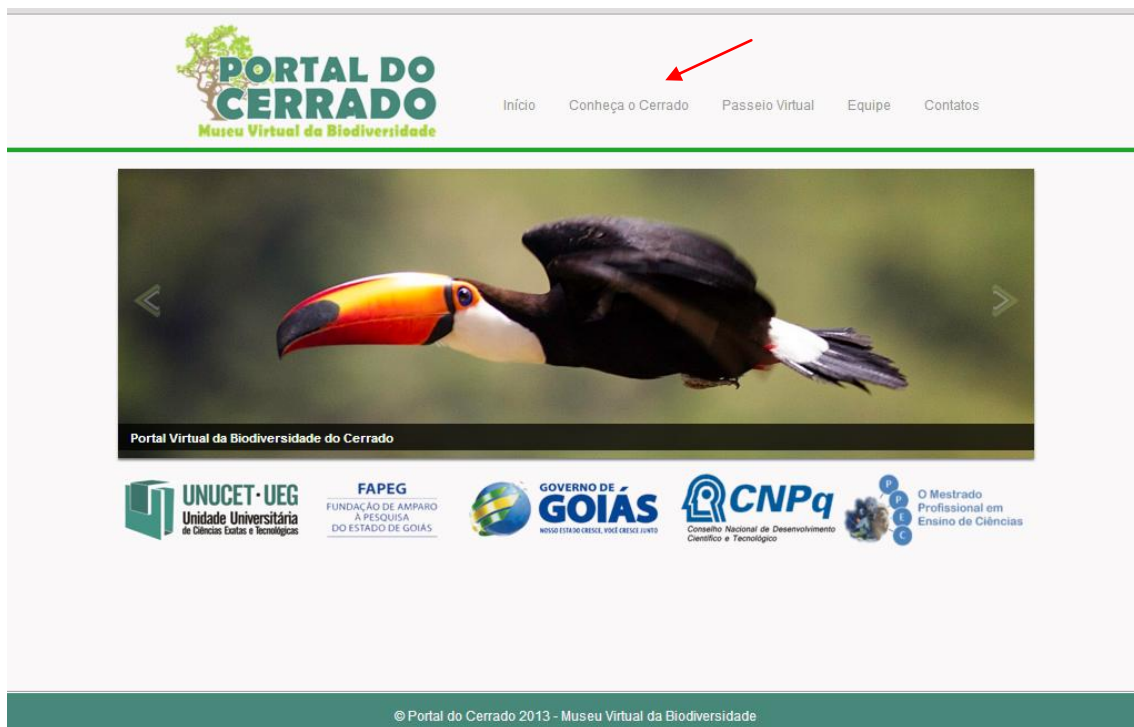 PORTAL DO
CERRADO
Museu Virtual da Biodiversidade
Início Conheça o Cerrado Passeio Virtual Equipe Contatos
Portal Virtual da Biodiversidade do Cerrado
UNUCET·UEG
Unidade Universitária
de Ciências Exatas e Tecnológicas
FAPEG
FUNDAÇÃO DE AMPARO
À PESQUISA
DO ESTADO DE GOIÁS
GOVERNO DE
GOIÁS
NOSSO ESTADO CRESCE, VOCÊ CRESCE JUNTO
CNPq
Conselho Nacional de Desenvolvimento
Científico e Tecnológico
P
P
E
C
O Mestrado
Profissional em
Ensino de Ciências
© Portal do Cerrado 2013 - Museu Virtual da Biodiversidade